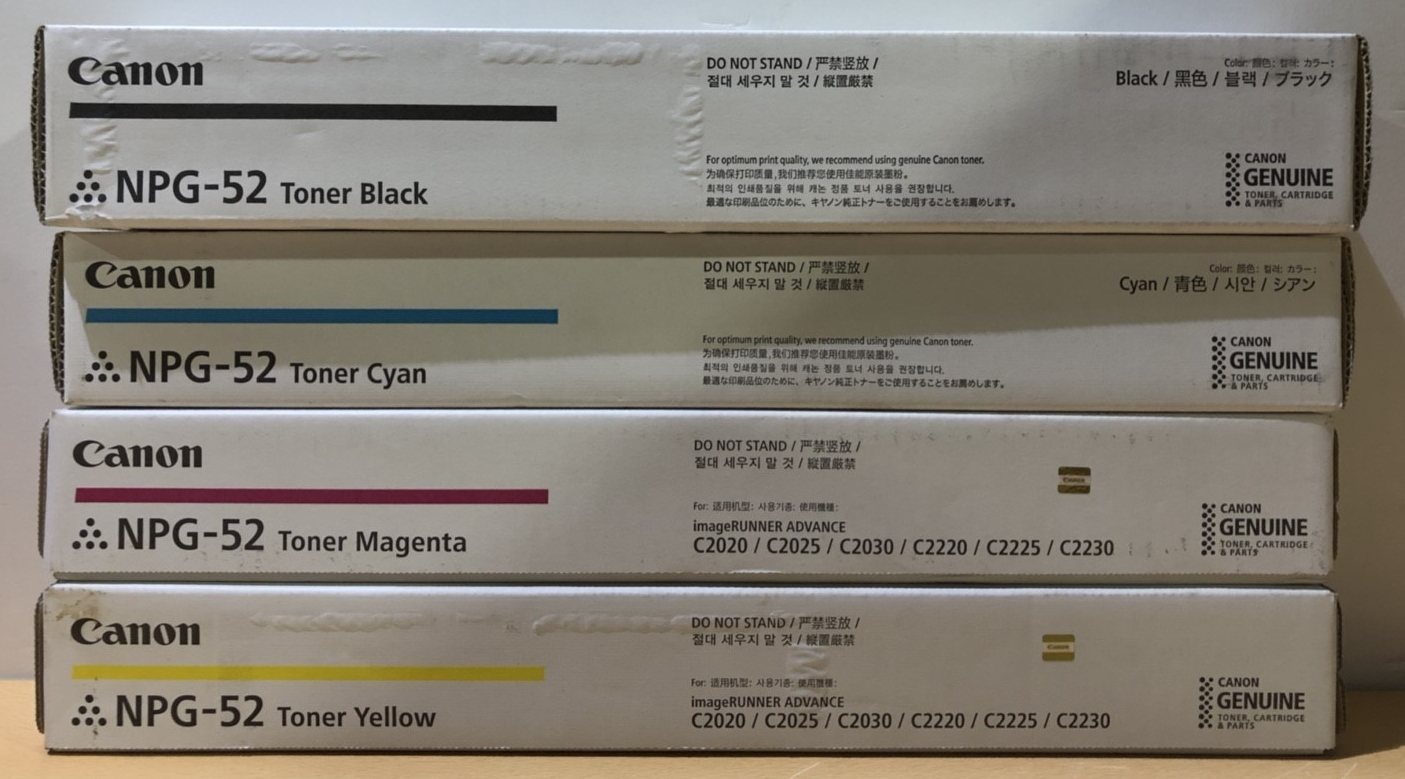 Canon
NPG-52 Toner Black
DO NOT STAND / 严禁竖放 /
절대 세우지 말 것 / 縦置厳禁
For optimum print quality, we recommend using genuine Canon toner.
为确保打印质量,我们推荐您使用佳能原装墨粉。
최적의 인쇄품질을 위해 캐논 정품 토너 사용을 권장합니다.
最適な印刷品位のために、キヤノン純正トナーをご使用することをお薦めします。
Color: 顏色: 컬러: カラー:
Black / 黑色 / 블랙 / ブラック
CANON
GENUINE
TONER, CARTRIDGE
& PARTS
Canon
NPG-52 Toner Cyan
DO NOT STAND / 严禁竖放 /
절대 세우지 말 것 / 縦置厳禁
For optimum print quality, we recommend using genuine Canon toner.
为确保打印质量,我们推荐您使用佳能原装墨粉。
최적의 인쇄품질을 위해 캐논 정품 토너 사용을 권장합니다.
最適な印刷品位のために、キヤノン純正トナーをご使用することをお薦めします。
Color: 顏色: 컬러: カラー:
Cyan / 青色 / 시안 / シアン
CANON
GENUINE
TONER, CARTRIDGE
& PARTS
Canon
NPG-52 Toner Magenta
DO NOT STAND / 严禁竖放 /
절대 세우지 말 것 / 縦置厳禁
Canon
For: 适用机型: 사용기종: 使用機種:
imageRUNNER ADVANCE
C2020 / C2025 / C2030 / C2220 / C2225 / C2230
CANON
GENUINE
TONER, CARTRIDGE
& PARTS
Canon
NPG-52 Toner Yellow
DO NOT STAND / 严禁竖放 /
절대 세우지 말 것 / 縦置厳禁
Canon
For: 适用机型: 사용기종: 使用機種:
imageRUNNER ADVANCE
C2020 / C2025 / C2030 / C2220 / C2225 / C2230
CANON
GENUINE
TONER, CARTRIDGE
& PARTS